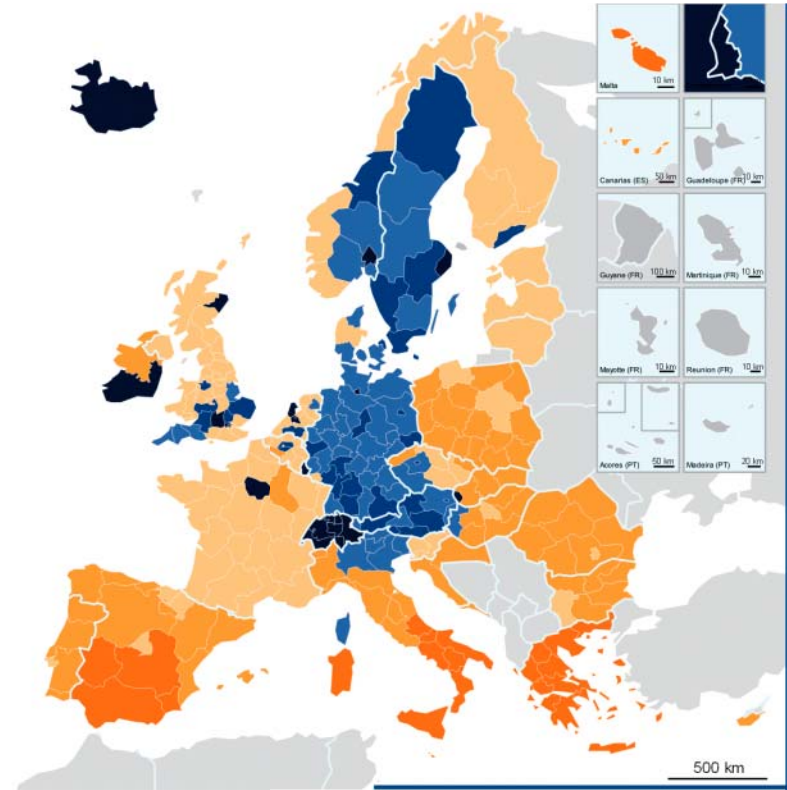 Malta
10 km
Canarias (ES)
50 km
Guadeloupe (FR)
10 km
Guyane (FR)
100 km
Martinique (FR)
10 km
Mayotte (FR)
10 km
Reunion (FR)
10 km
Acores (PT)
50 km
Madeira (PT)
20 km
500 km